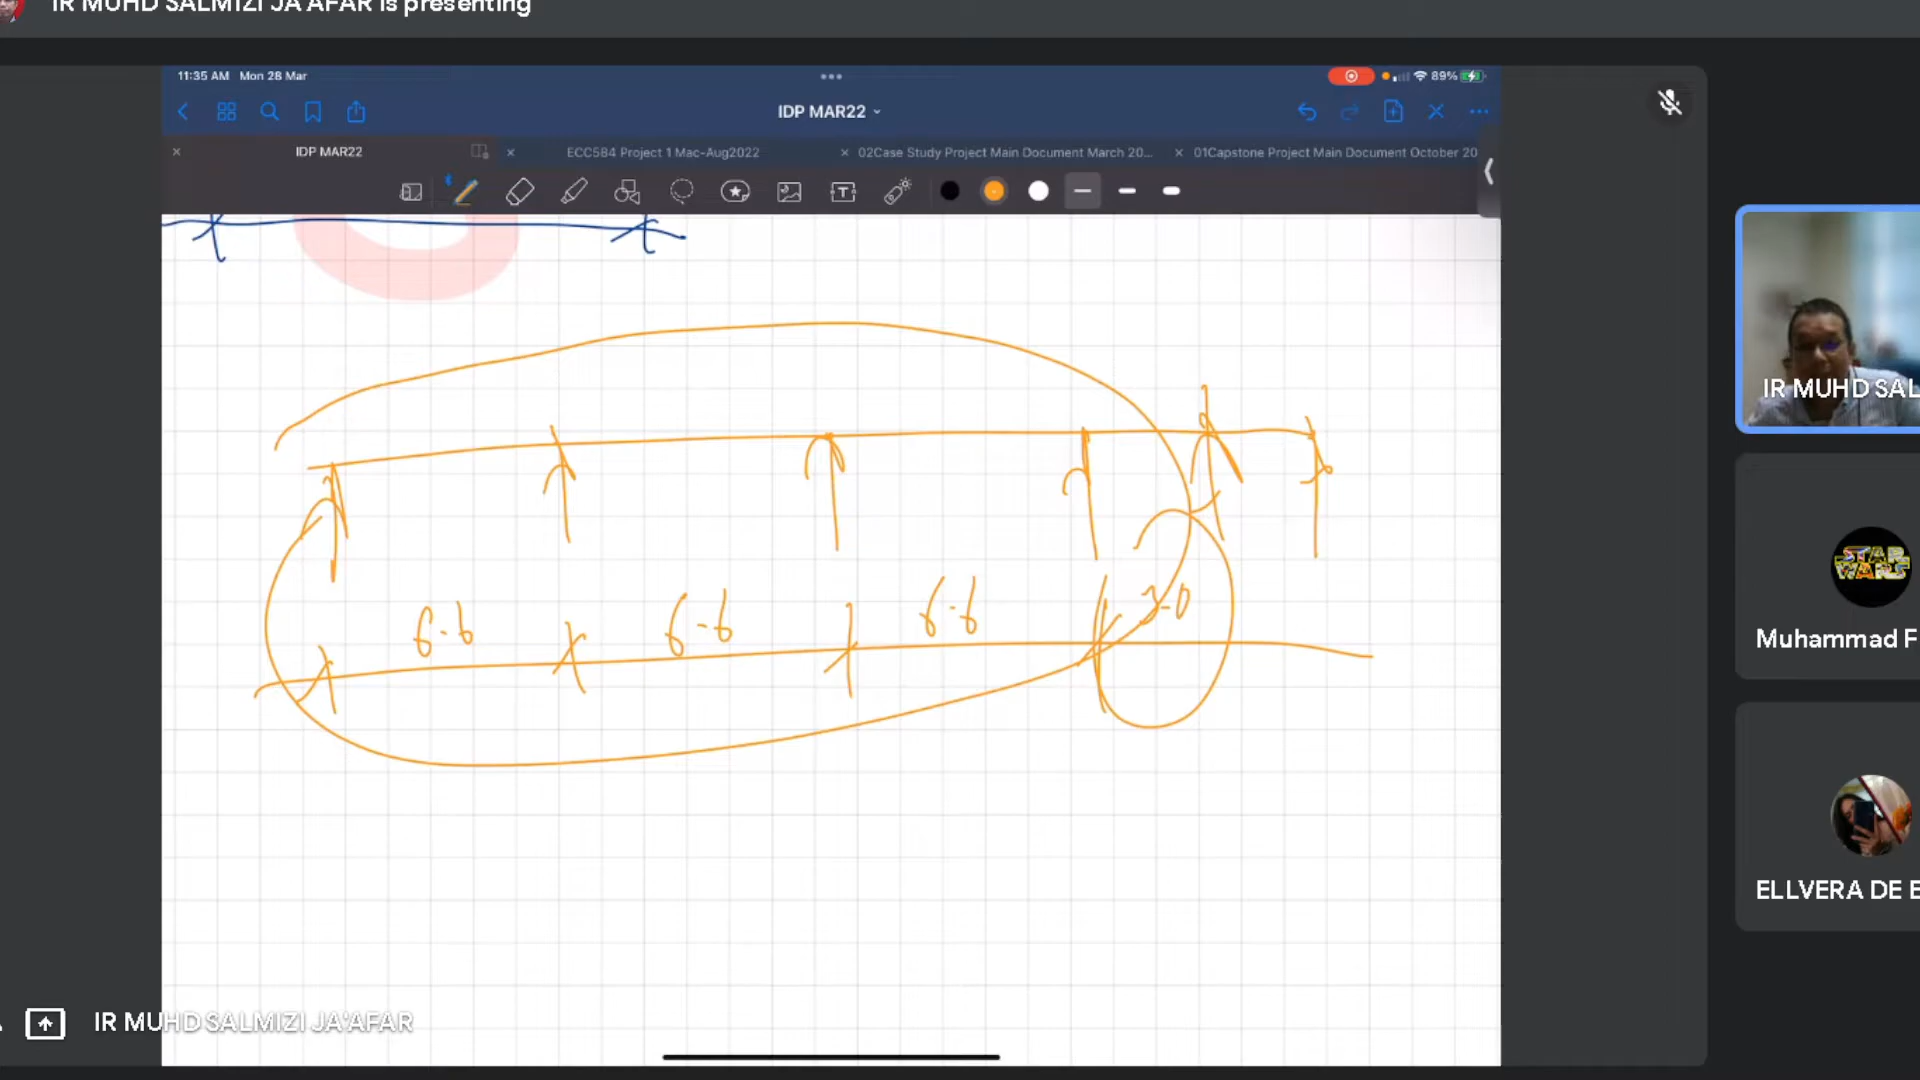 IR MUHD SALMIZI JA'AFAR is presenting
11:35 AM Mon 28 Mar
89%
IDP MAR22
IDP MAR22
ECC584 Project 1 Mac-Aug2022
02Case Study Project Main Document March 20...
01Capstone Project Main Document October 20
T
IR MUHD SAL
6.6 6.6 6.6 3.0
STAR
WARS
Muhammad F
ELLVERA DE E
IR MUHD SALMIZI JA'AFAR